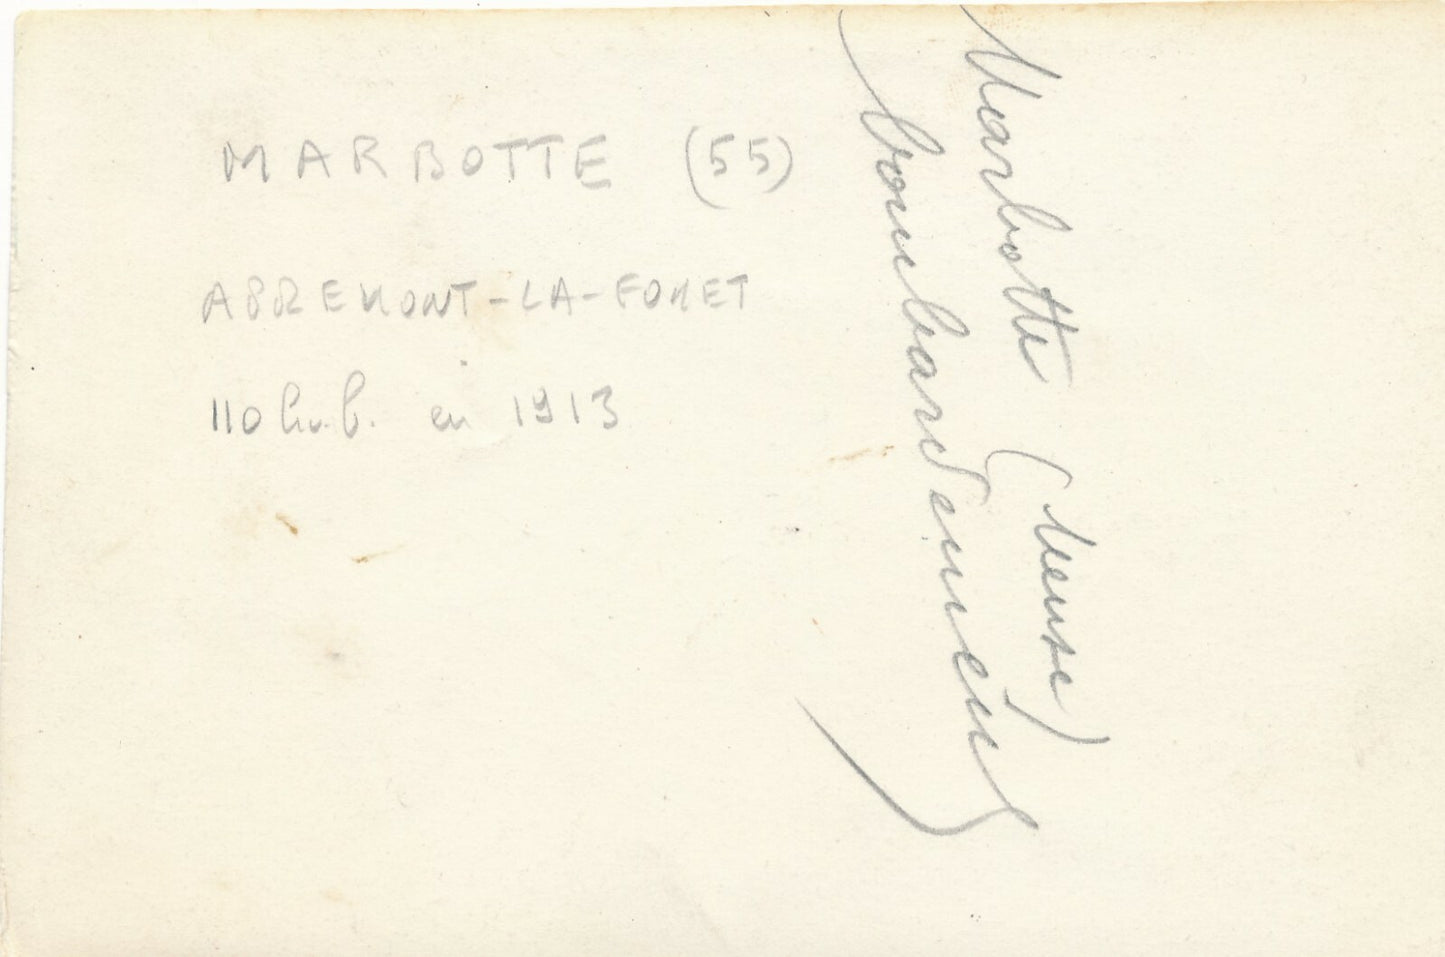 MARBOTTE (55)
APREMONT-LA-FORET
110 hab. en 1913
Marbotte (Meuse)
bombardement